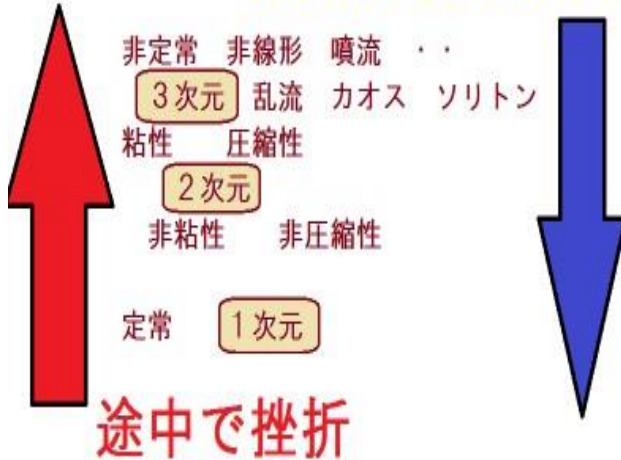 非定常 非線形 噴流 ・・
3次元 乱流 カオス ソリトン
粘性 圧縮性
2次元
非粘性 非圧縮性
定常 1次元
途中で挫折